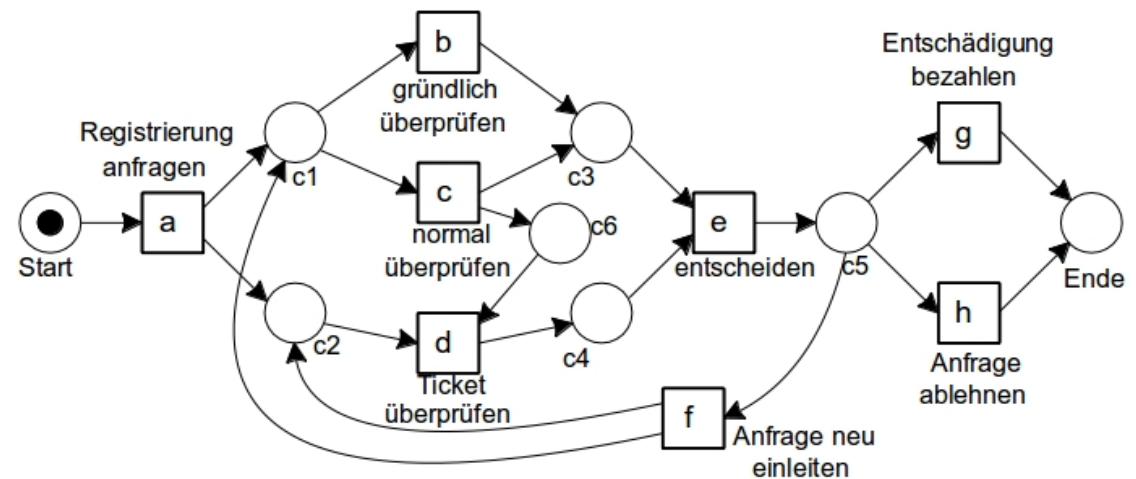 b
gründlich
überprüfen
Entschädigung
bezahlen
g
Registrierung
anfragen
c1
c3
a
c
normal
überprüfen
c6
e
entscheiden
c5
Start
Ende
c2
d
Ticket
überprüfen
c4
h
Anfrage
ablehnen
f
Anfrage neu
einleiten